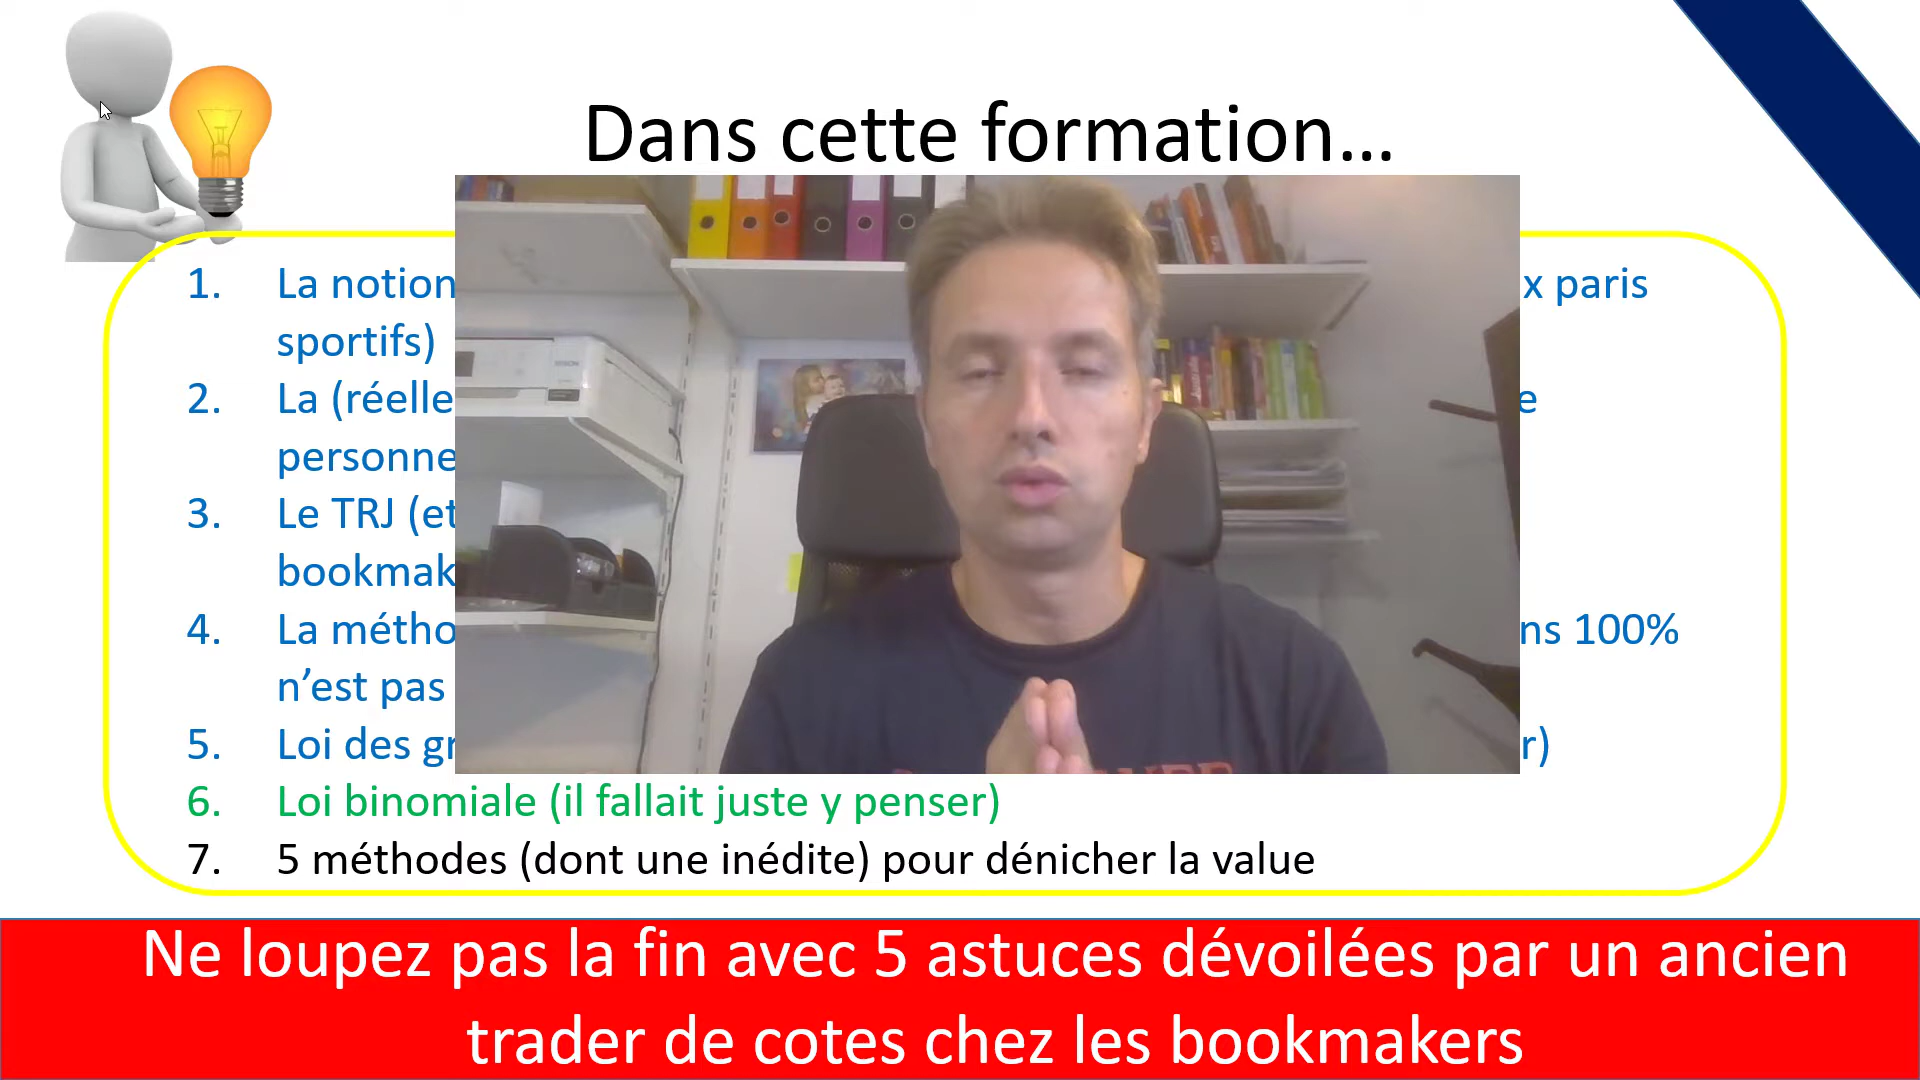 Dans cette formation...
1. La notion x paris
sportifs)
2. La (réelle e
personne
3. Le TRJ (et
bookmak
4. La métho ns 100%
n’est pas
5. Loi des gr r)
6. Loi binomiale (il fallait juste y penser)
7. 5 méthodes (dont une inédite) pour dénicher la value
Ne loupez pas la fin avec 5 astuces dévoilées par un ancien
trader de cotes chez les bookmakers